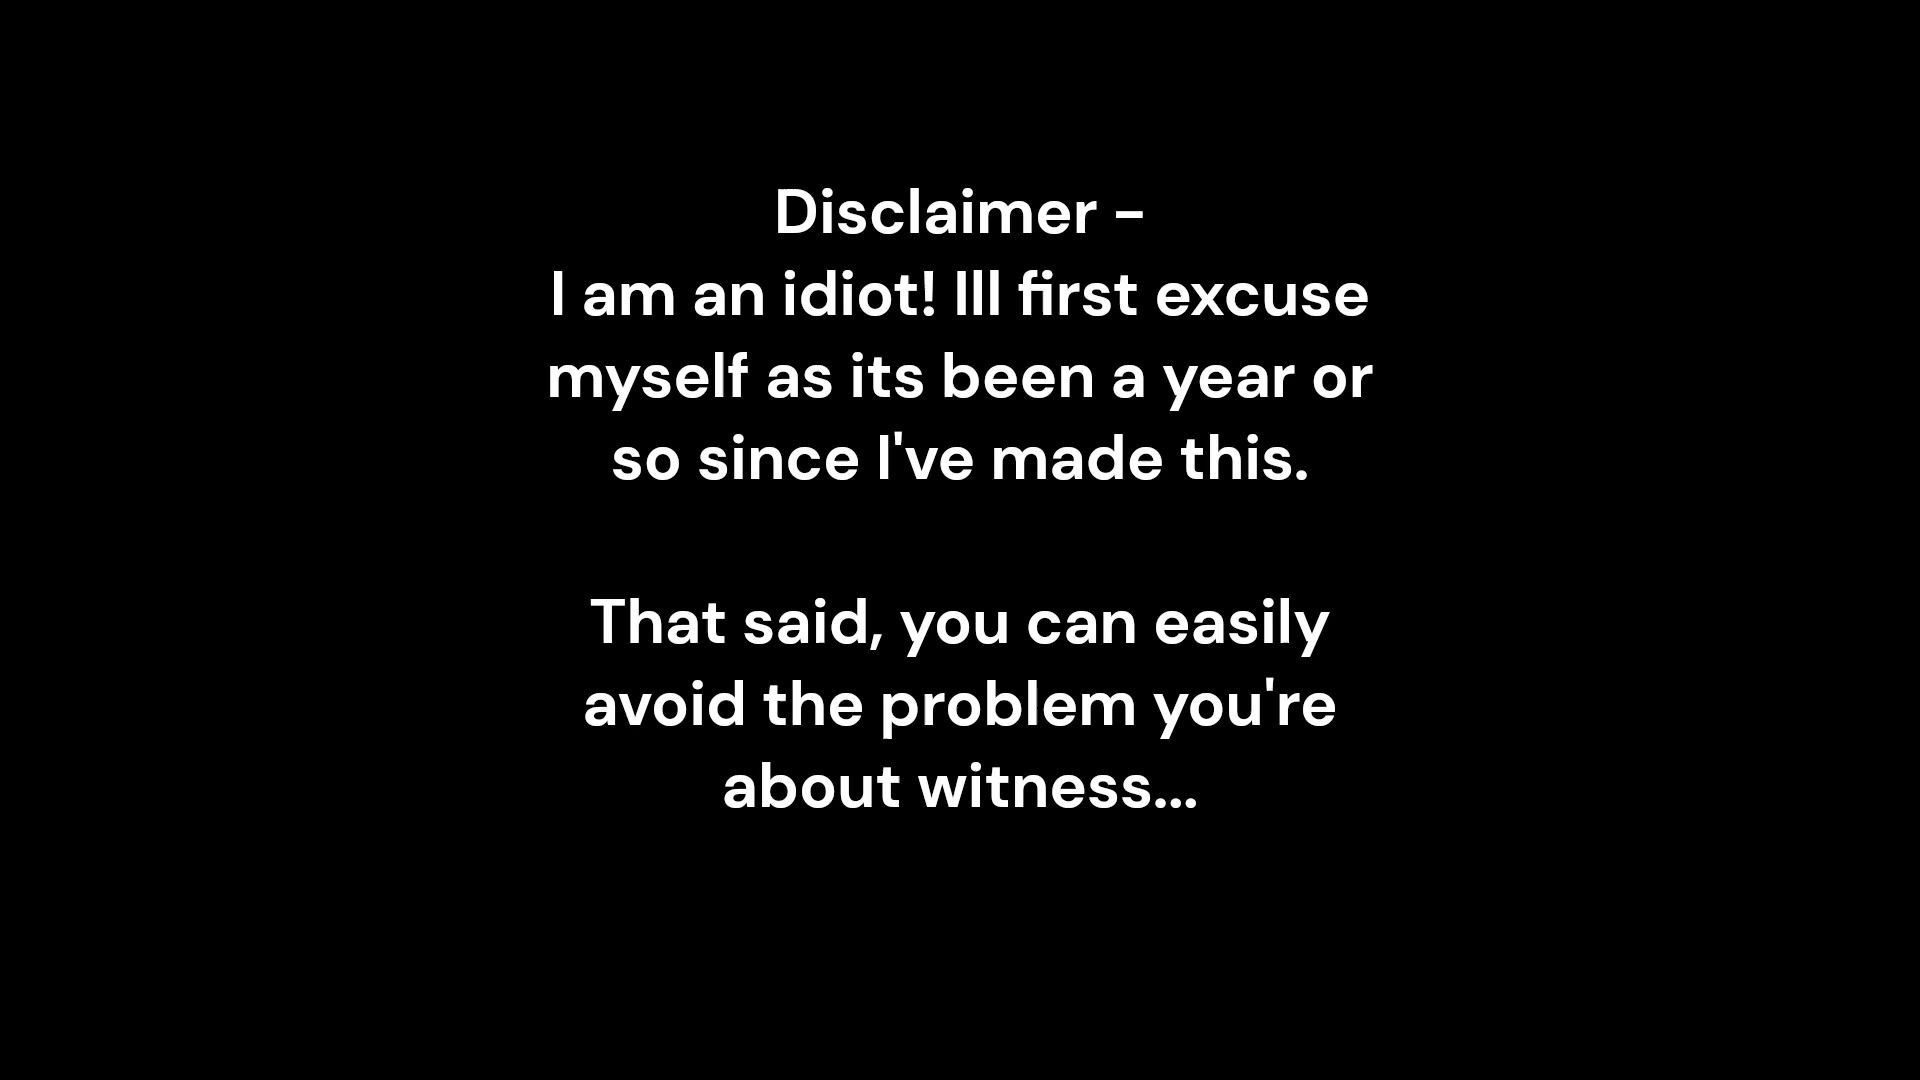 Disclaimer -
I am an idiot! Ill first excuse
myself as its been a year or
so since I've made this.
That said, you can easily
avoid the problem you're
about witness...